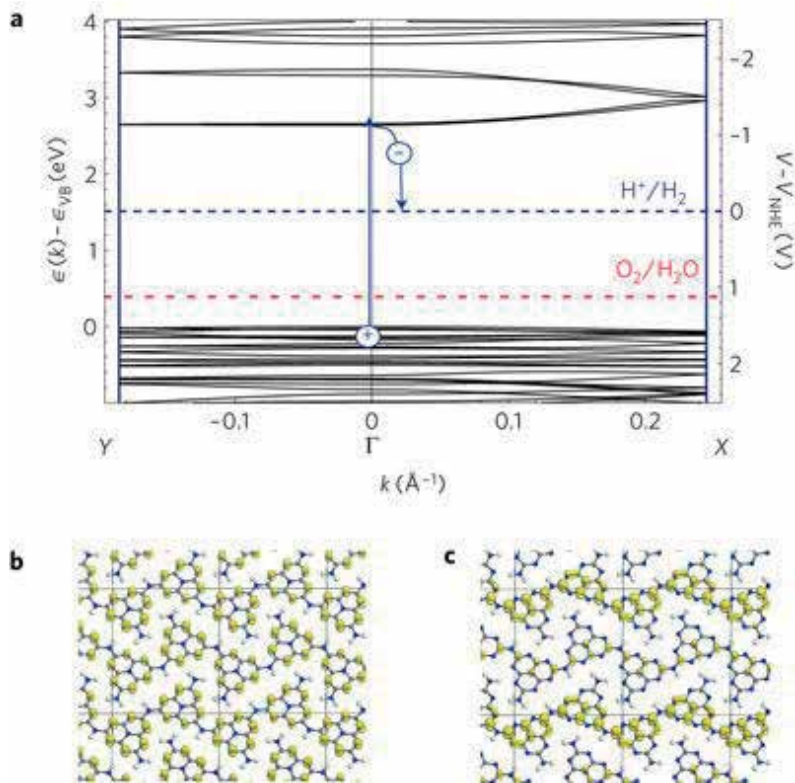 a
4
3
2
1
0
ϵ(k) − ϵVB (eV)
-2
-1
0
1
2
V - VNHE (V)
H+/H2
O2/H2O
−
+
−0.1
0
0.1
0.2
Y
Γ
X
k (Å−1)
b
c